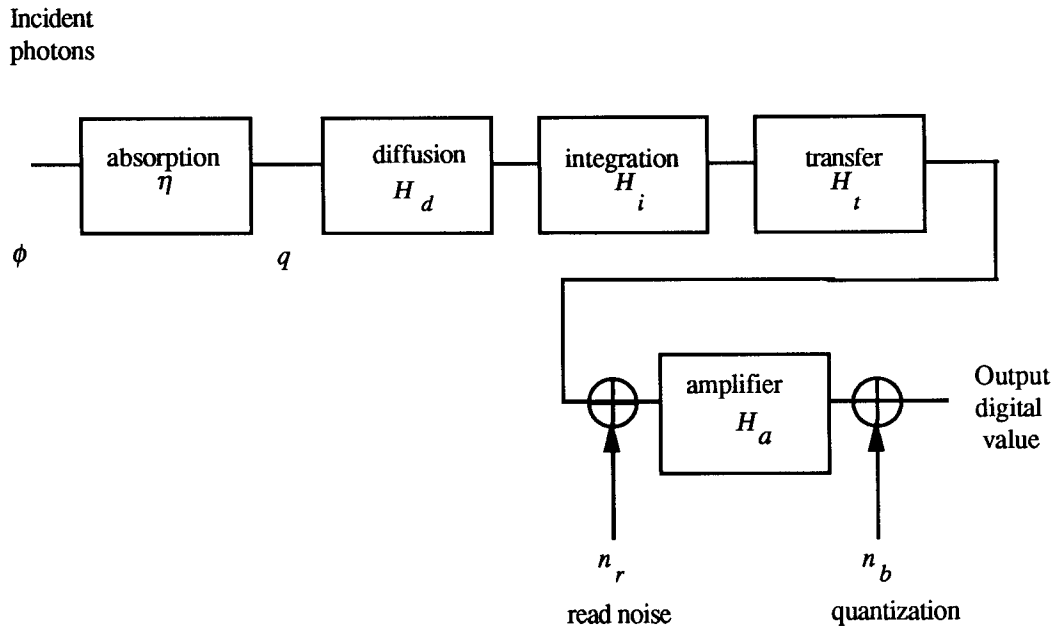 Incident
photons
absorption
η
diffusion
H d
integration
H i
transfer
H t
ϕ
q
amplifier
H a
Output
digital
value
n r
n b
read noise
quantization